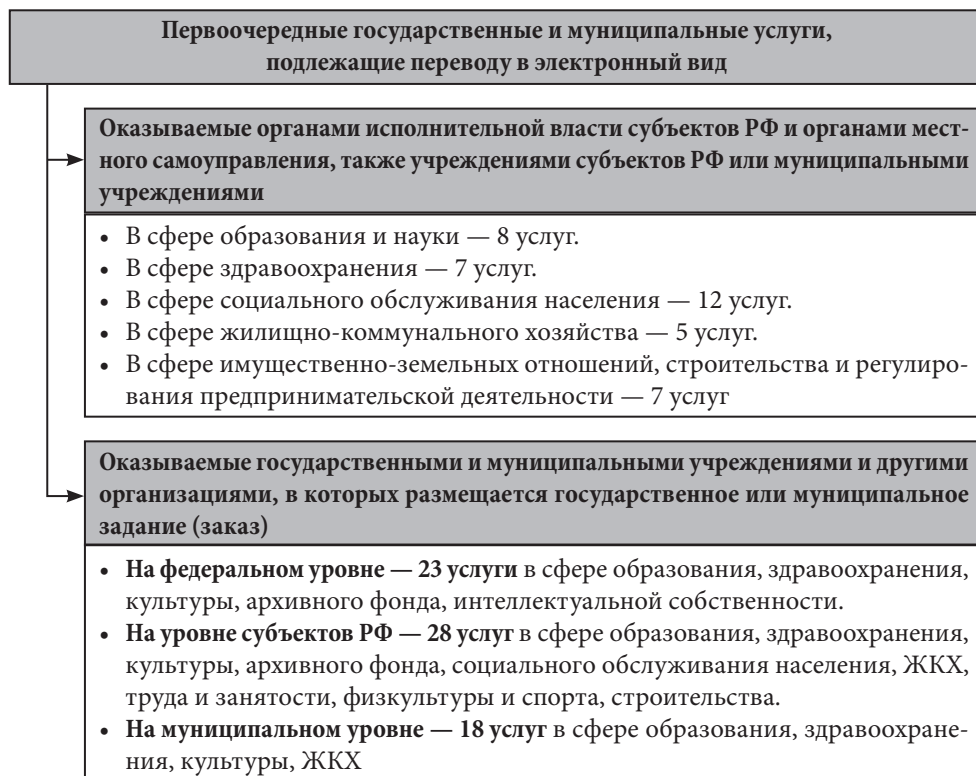 Первоочередные государственные и муниципальные услуги,
подлежащие переводу в электронный вид
Оказываемые органами исполнительной власти субъектов РФ и органами мест-
ного самоуправления, также учреждениями субъектов РФ или муниципальными
учреждениями
• В сфере образования и науки — 8 услуг.
• В сфере здравоохранения — 7 услуг.
• В сфере социального обслуживания населения — 12 услуг.
• В сфере жилищно-коммунального хозяйства — 5 услуг.
• В сфере имущественно-земельных отношений, строительства и регулиро-
вания предпринимательской деятельности — 7 услуг
Оказываемые государственными и муниципальными учреждениями и другими
организациями, в которых размещается государственное или муниципальное
задание (заказ)
• На федеральном уровне — 23 услуги в сфере образования, здравоохранения,
культуры, архивного фонда, интеллектуальной собственности.
• На уровне субъектов РФ — 28 услуг в сфере образования, здравоохранения,
культуры, архивного фонда, социального обслуживания населения, ЖКХ,
труда и занятости, физкультуры и спорта, строительства.
• На муниципальном уровне — 18 услуг в сфере образования, здравоохране-
ния, культуры, ЖКХ